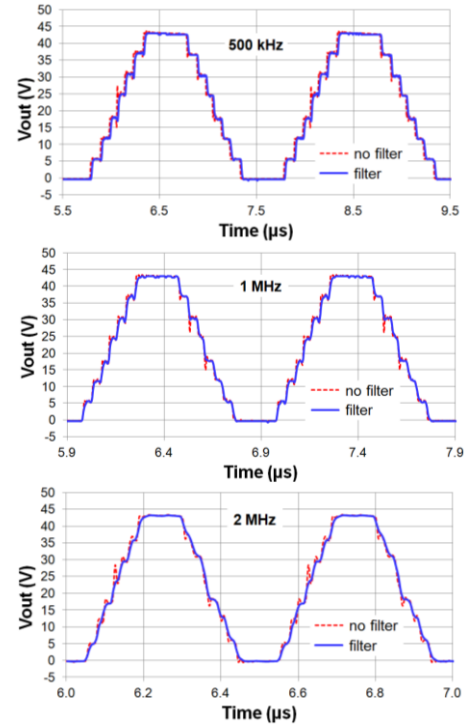 50
45
40
35
30
25
20
15
10
5
0
-5
Vout (V)
500 kHz
no filter
filter
5.5 6.5 7.5 8.5 9.5
Time (µs)
50
45
40
35
30
25
20
15
10
5
0
-5
Vout (V)
1 MHz
no filter
filter
5.9 6.4 6.9 7.4 7.9
Time (µs)
50
45
40
35
30
25
20
15
10
5
0
-5
Vout (V)
2 MHz
no filter
filter
6.0 6.2 6.4 6.6 6.8 7.0
Time (µs)